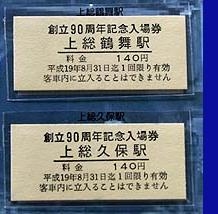 上総鶴舞駅
創立90周年記念入場券
上総鶴舞駅
料金 140円
平成19年8月31日迄1回限り有効
客車内に立入ることはできません
上総久保駅
創立90周年記念入場券
上総久保駅
料金 140円
平成19年8月31日迄1回限り有効
客車内に立入ることはできません